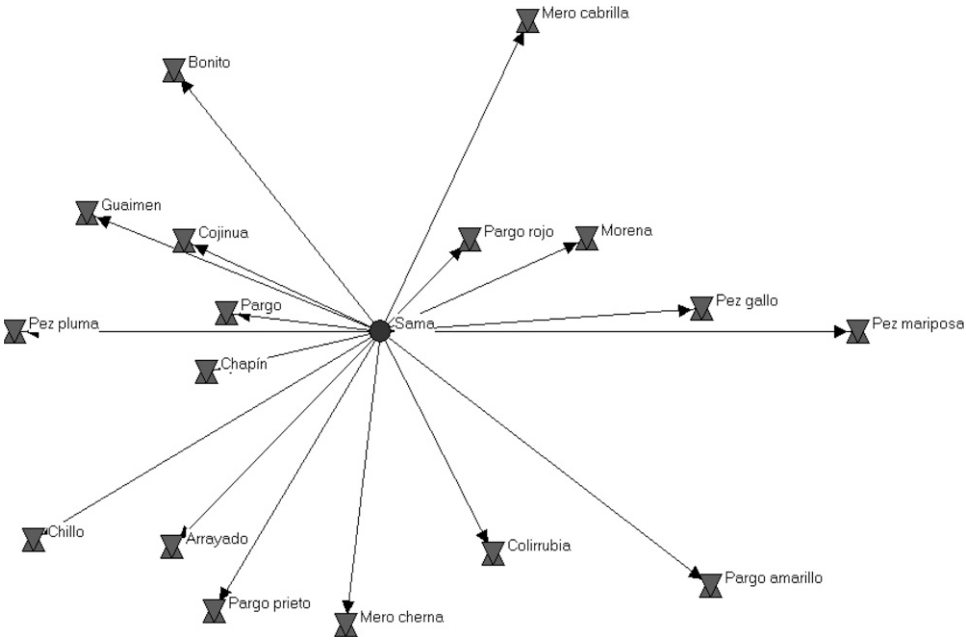 Mero cabrilla
Bonito
Guaimen
Cojinua
Pargo rojo
Morena
Pargo
Pez gallo
Pez pluma
Sama
Pez mariposa
Chapín
Chillo
Arrayado
Colirrubia
Pargo amarillo
Pargo prieto
Mero cherna